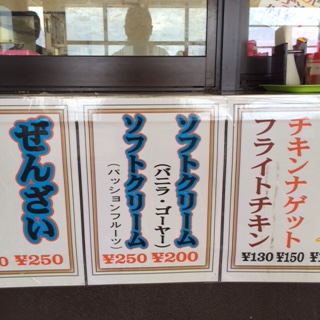 チキンナゲット
¥150
フライトチキン
¥130
ソフトクリーム
(バニラ・ゴーヤー)
¥200
ソフトクリーム
(パッションフルーツ)
¥250
ぜんざい
¥250